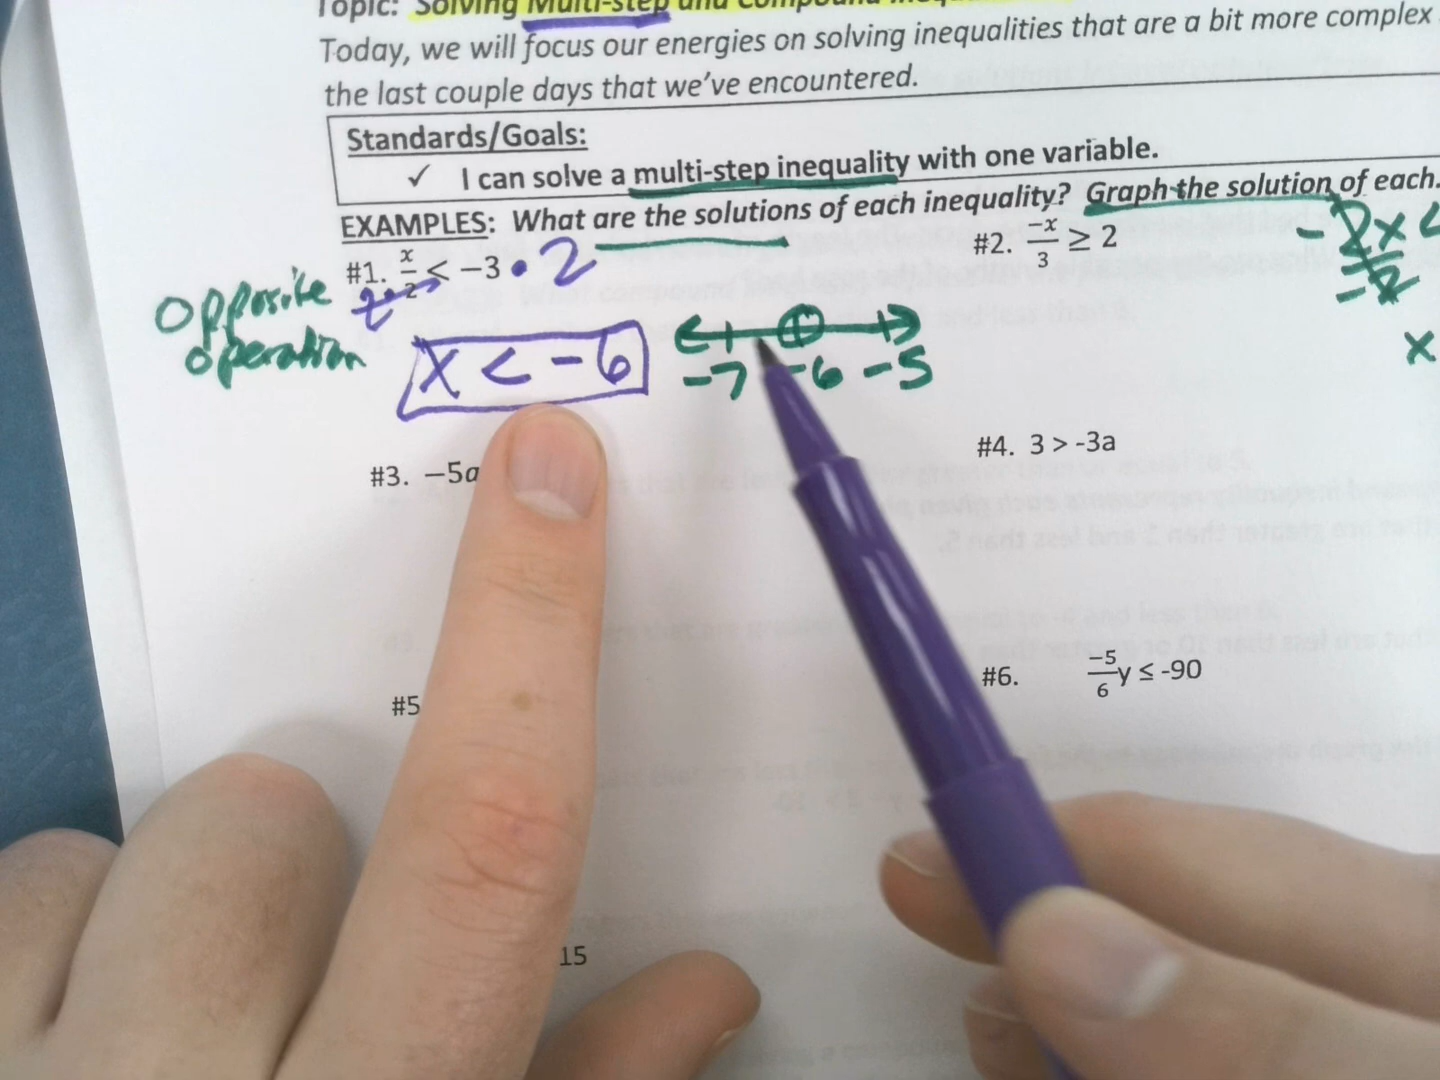 Topic: Solving Multi-step and Compound
Today, we will focus our energies on solving inequalities that are a bit more complex
the last couple days that we've encountered.
Standards/Goals:
✓ I can solve a multi-step inequality with one variable.
EXAMPLES: What are the solutions of each inequality? Graph the solution of each.
#1. x/2 < −3 • 2
2 •
#2. −x/3 ≥ 2
- 2x <
-2
x
opposite
operation
x < -6
-7 -6 -5
#3. −5a
#4. 3 > -3a
#5
#6. −5/6 y ≤ -90
15